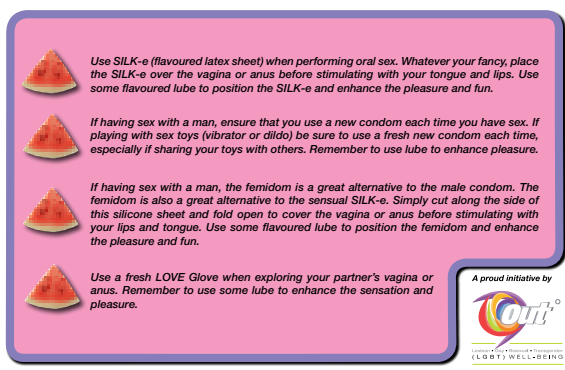 Use SILK-e (flavoured latex sheet) when performing oral sex. Whatever your fancy, place
the SILK-e over the vagina or anus before stimulating with your tongue and lips. Use
some flavoured lube to position the SILK-e and enhance the pleasure and fun.
If having sex with a man, ensure that you use a new condom each time you have sex. If
playing with sex toys (vibrator or dildo) be sure to use a fresh new condom each time,
especially if sharing your toys with others. Remember to use lube to enhance pleasure.
If having sex with a man, the femidom is a great alternative to the male condom. The
femidom is also a great alternative to the sensual SILK-e. Simply cut along the side of
this silicone sheet and fold open to cover the vagina or anus before stimulating with
your lips and tongue. Use some flavoured lube to position the femidom and enhance
the pleasure and fun.
Use a fresh LOVE Glove when exploring your partner's vagina or
anus. Remember to use some lube to enhance the sensation and
pleasure.
A proud initiative by
Out
Lesbian • Gay • Bisexual • Transgender
(LGBT) WELL-BEING